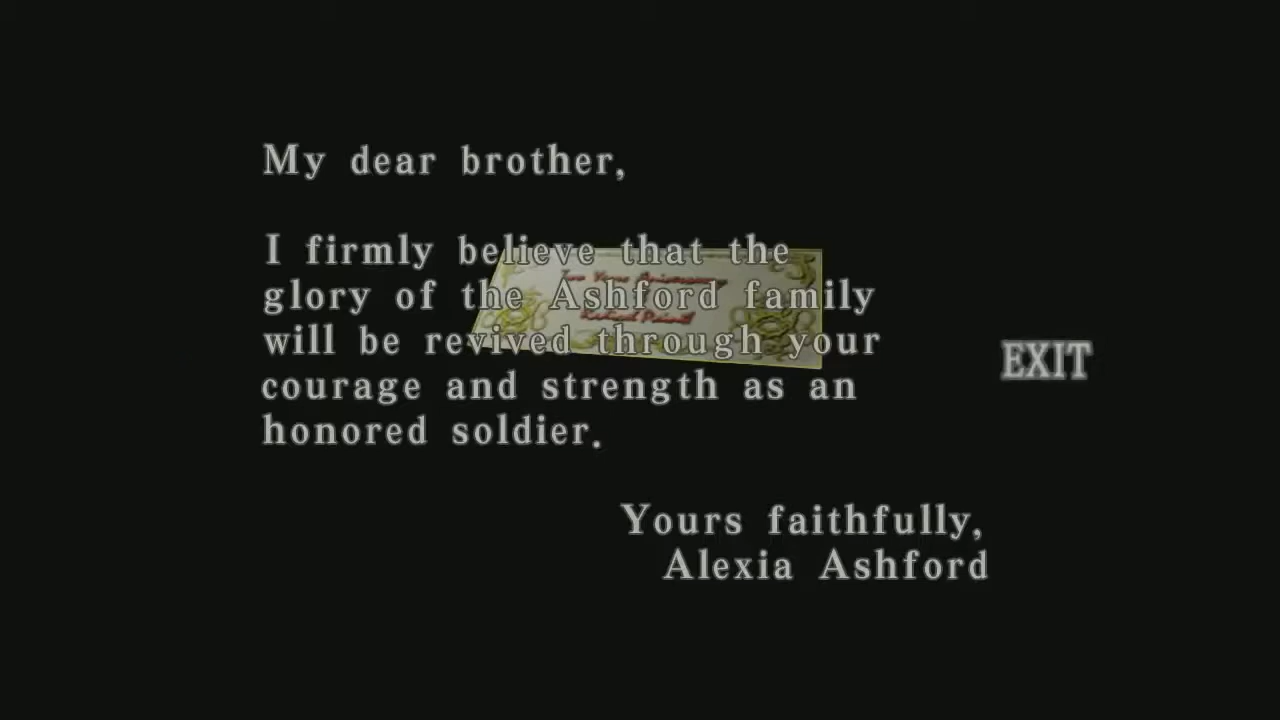 My dear brother,
I firmly believe that the
glory of the Ashford family
will be revived through your
courage and strength as an
honored soldier.
EXIT
Yours faithfully,
Alexia Ashford